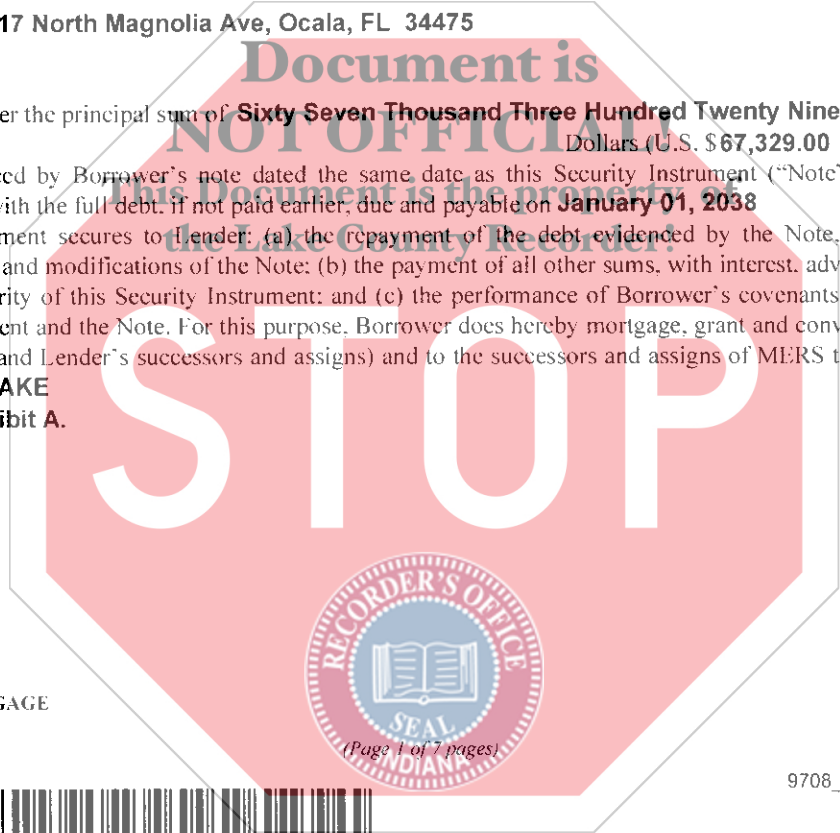 17 North Magnolia Ave, Ocala, FL 34475
Document is
er the principal sum of Sixty Seven Thousand Three Hundred Twenty Nine
NOT OFFICIAL!
Dollars (U.S. $67,329.00
ced by Borrower's note dated the same date as this Security Instrument ("Note"
This Document is the property of
ith the full debt, if not paid earlier, due and payable on January 01, 2038
the Lake County Recorder!
ment secures to Lender: (a) the repayment of the debt evidenced by the Note,
and modifications of the Note; (b) the payment of all other sums, with interest, adv
rity of this Security Instrument; and (c) the performance of Borrower's covenants
ent and the Note. For this purpose, Borrower does hereby mortgage, grant and conv
and Lender's successors and assigns) and to the successors and assigns of MERS t
AKE
ibit A.
STOP
RECORDER'S OFFICE
SEAL
INDIANA
GAGE
(Page 1 of 7 pages)
9708_